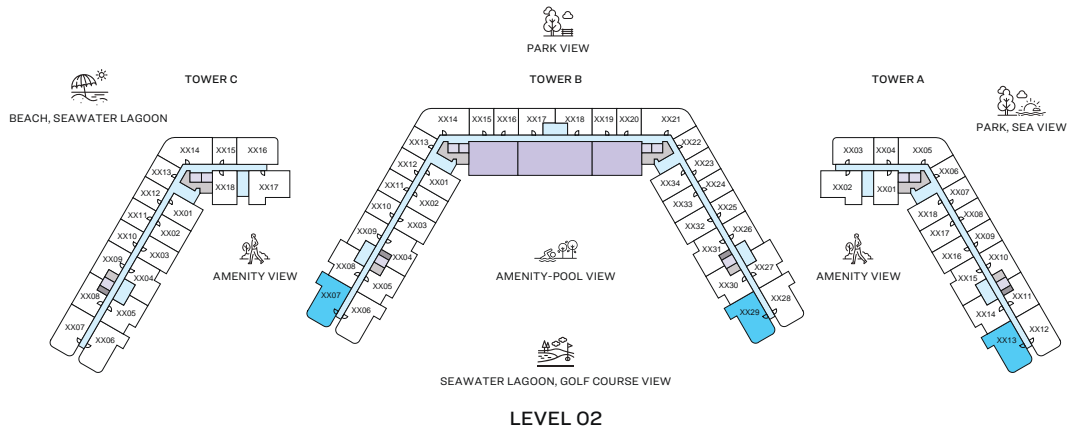 PARK VIEW
TOWER C
TOWER B
TOWER A
BEACH, SEAWATER LAGOON
PARK, SEA VIEW
XX14
XX15
XX16
XX13
XX12
XX11
XX10
XX09
XX08
XX07
XX06
XX05
XX04
XX03
XX02
XX01
XX18
XX17
AMENITY VIEW
XX14
XX15
XX16
XX17
XX18
XX19
XX20
XX21
XX13
XX12
XX11
XX10
XX09
XX08
XX07
XX06
XX05
XX04
XX03
XX02
XX01
XX22
XX23
XX24
XX25
XX26
XX27
XX28
XX29
XX30
XX31
XX32
XX33
XX34
AMENITY-POOL VIEW
AMENITY VIEW
XX03
XX04
XX05
XX02
XX01
XX06
XX07
XX08
XX09
XX10
XX11
XX12
XX13
XX14
XX15
XX16
XX17
XX18
SEAWATER LAGOON, GOLF COURSE VIEW
LEVEL 02